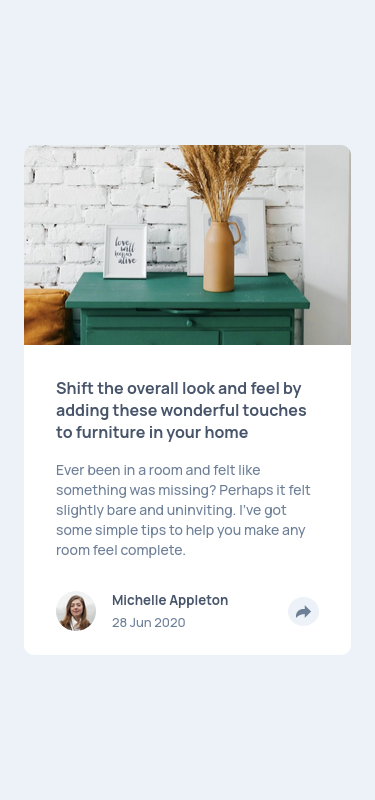 love
will
keep us
alive
Shift the overall look and feel by
adding these wonderful touches
to furniture in your home
Ever been in a room and felt like
something was missing? Perhaps it felt
slightly bare and uninviting. I’ve got
some simple tips to help you make any
room feel complete.
Michelle Appleton
28 Jun 2020